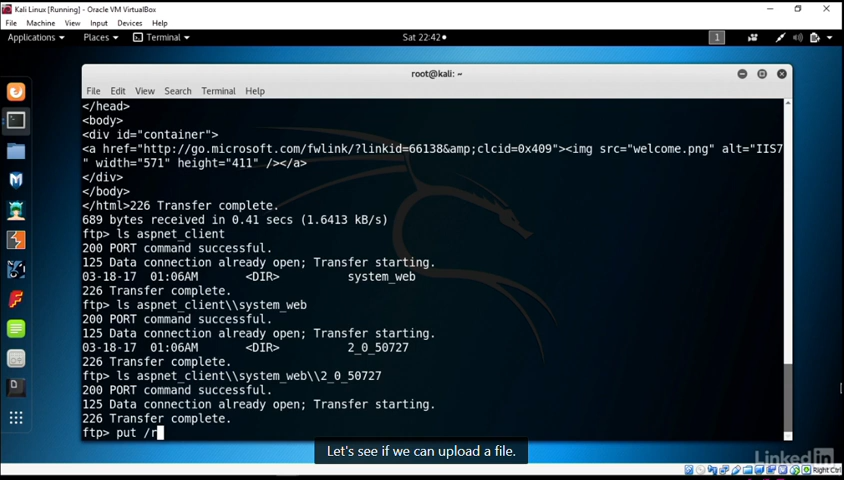 Kali Linux [Running] - Oracle VM VirtualBox
File Machine View Input Devices Help
Applications Places Terminal Sat 22:42 1
root@kali: ~
File Edit View Search Terminal Help
</head>
<body>
<div id="container">
<a href="http://go.microsoft.com/fwlink/?linkid=66138&amp;clcid=0x409"><img src="welcome.png" alt="IIS7
" width="571" height="411" /></a>
</div>
</body>
</html>226 Transfer complete.
689 bytes received in 0.41 secs (1.6413 kB/s)
ftp> ls aspnet_client
200 PORT command successful.
125 Data connection already open; Transfer starting.
03-18-17 01:06AM <DIR> system_web
226 Transfer complete.
ftp> ls aspnet_client\\system_web
200 PORT command successful.
125 Data connection already open; Transfer starting.
03-18-17 01:06AM <DIR> 2_0_50727
226 Transfer complete.
ftp> ls aspnet_client\\system_web\\2_0_50727
200 PORT command successful.
125 Data connection already open; Transfer starting.
226 Transfer complete.
ftp> put /r
Let's see if we can upload a file.
LinkedIn
Right Ctrl